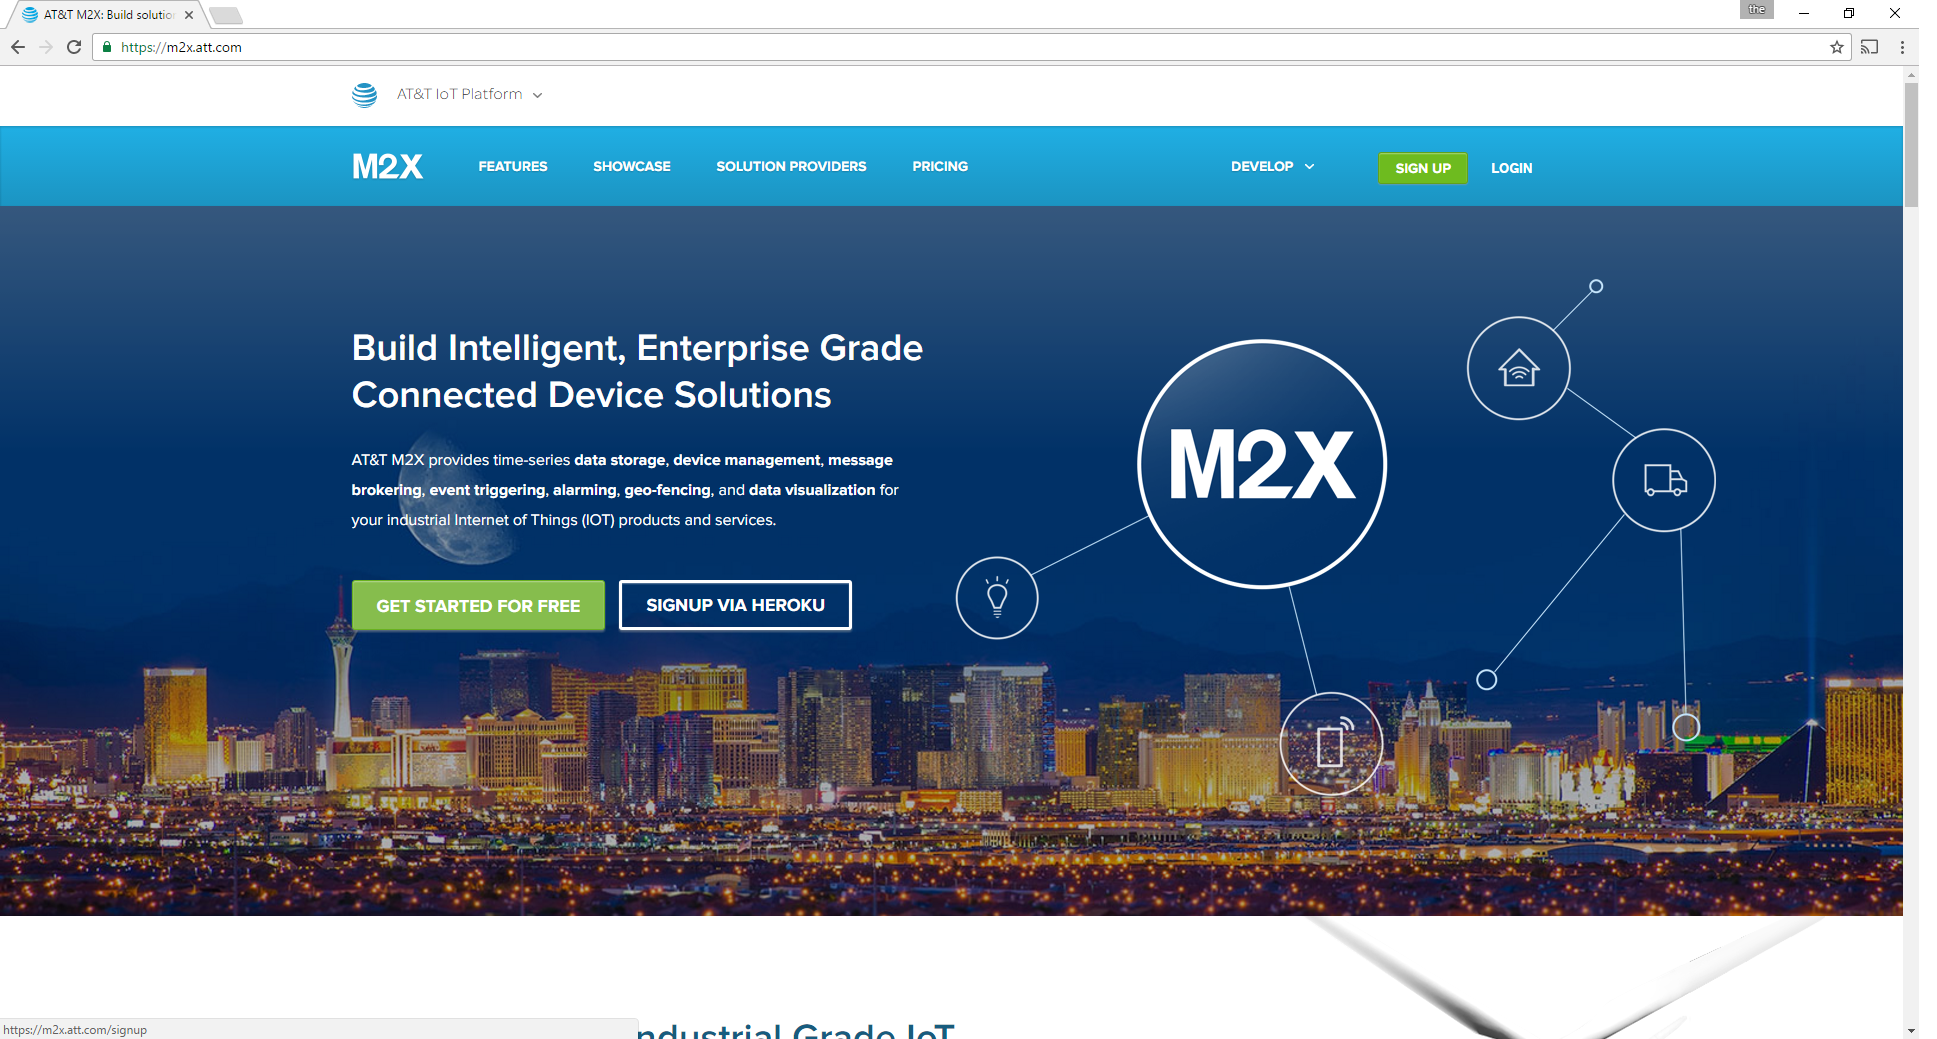 AT&T M2X: Build solutio
the
https://m2x.att.com
AT&T IoT Platform
M2X FEATURES SHOWCASE SOLUTION PROVIDERS PRICING DEVELOP SIGN UP LOGIN
Build Intelligent, Enterprise Grade
Connected Device Solutions
AT&T M2X provides time-series data storage, device management, message
brokering, event triggering, alarming, geo-fencing, and data visualization for
your industrial Internet of Things (IOT) products and services.
GET STARTED FOR FREE SIGNUP VIA HEROKU
M2X
https://m2x.att.com/signup
ndustrial Grade IoT